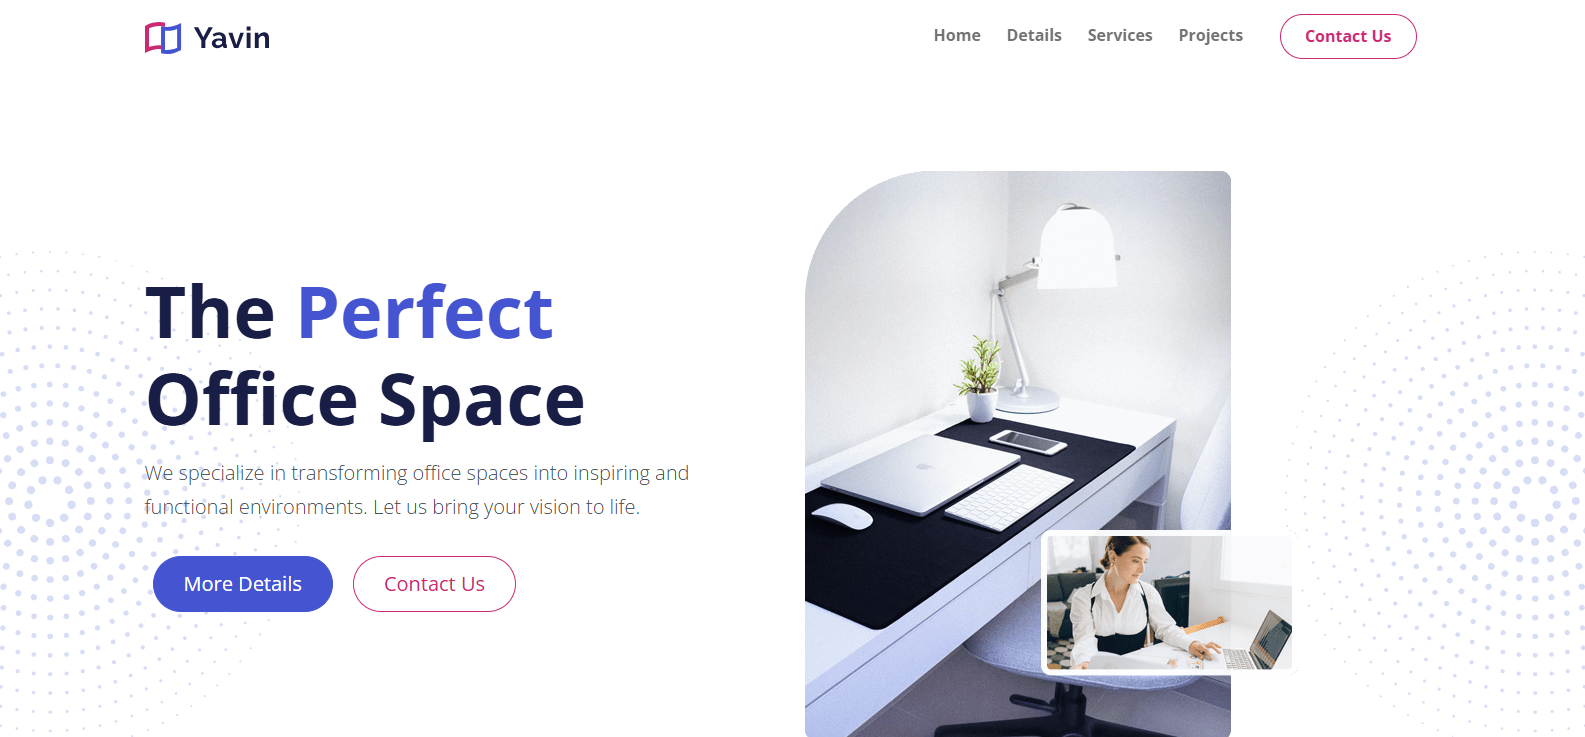 Yavin
Home Details Services Projects Contact Us
The Perfect
Office Space
We specialize in transforming office spaces into inspiring and
functional environments. Let us bring your vision to life.
More Details Contact Us